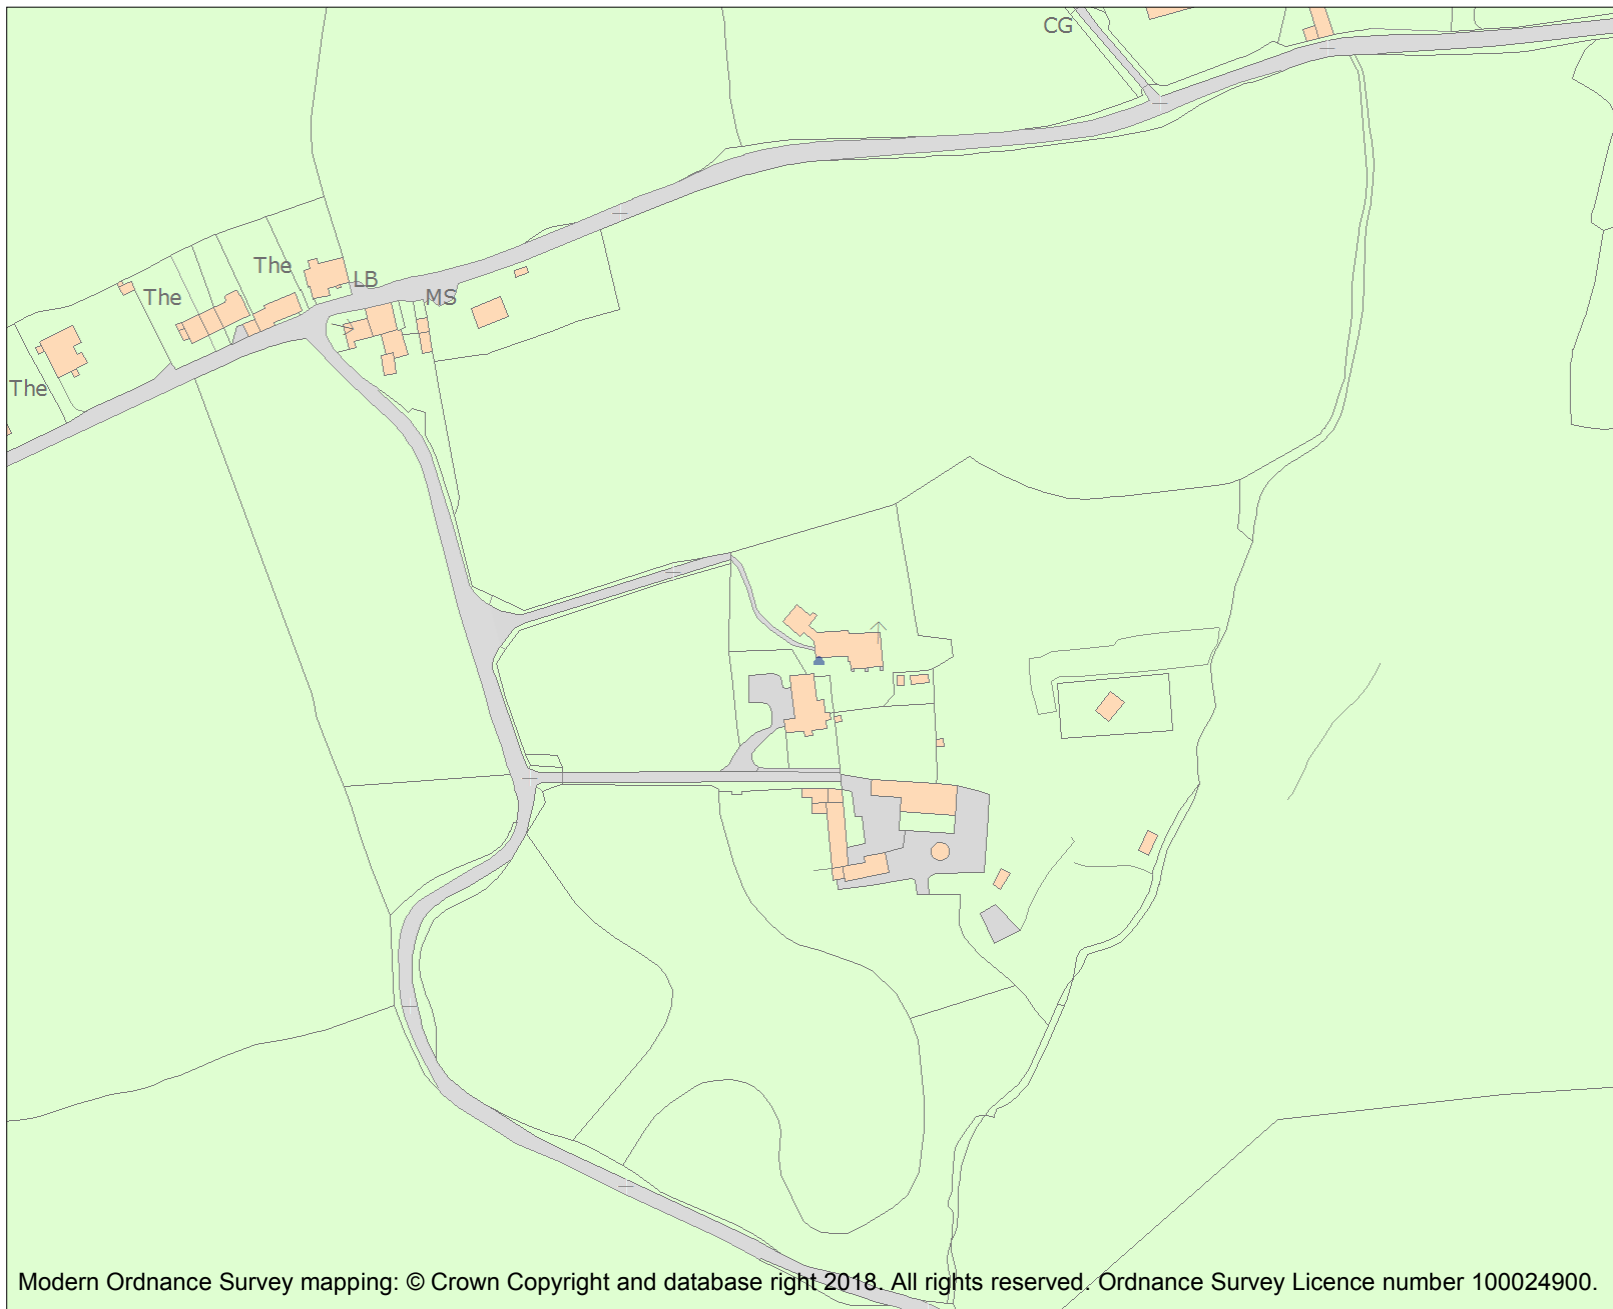 CG
The
LB
The
MS
The
Modern Ordnance Survey mapping: © Crown Copyright and database right 2018. All rights reserved. Ordnance Survey Licence number 100024900.